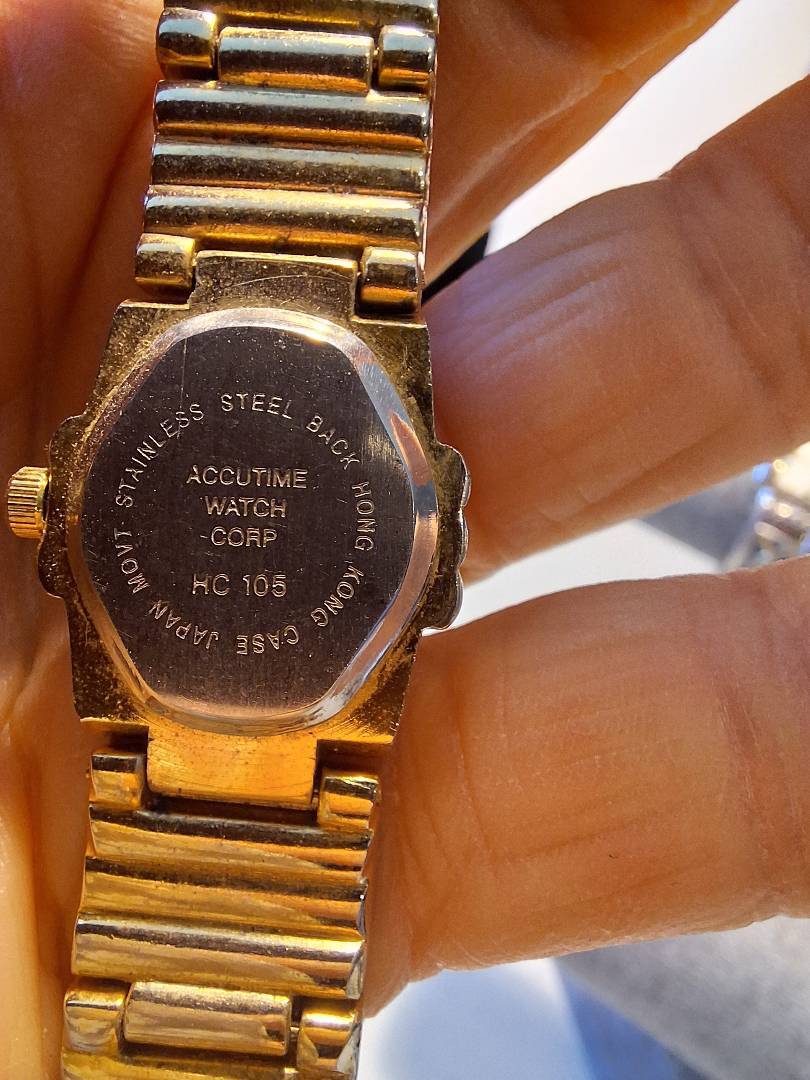 STAINLESS STEEL BACK HONG KONG CASE JAPAN MOVT
ACCUTIME
WATCH
CORP
HC 105